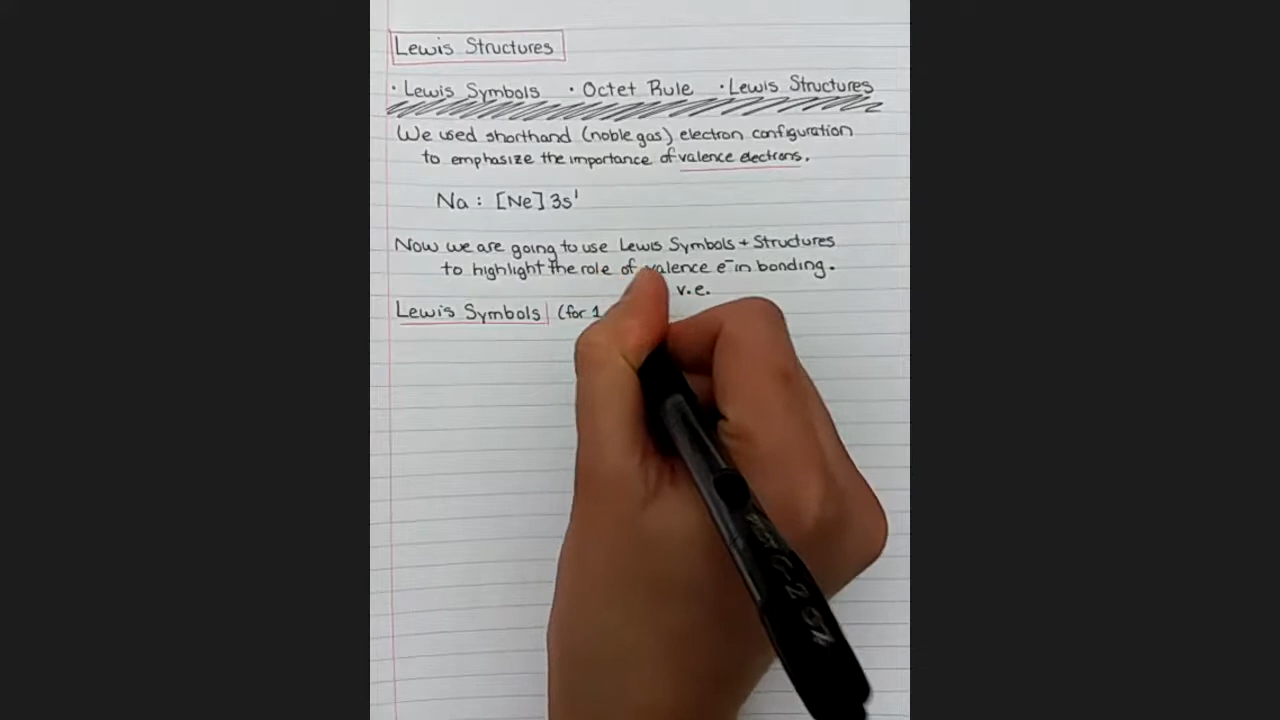 Lewis Structures
· Lewis Symbols · Octet Rule · Lewis Structures
We used shorthand (noble gas) electron configuration
to emphasize the importance of valence electrons.
Na : [Ne] 3s¹
Now we are going to use Lewis Symbols + Structures
to highlight the role of valence e⁻ in bonding.
v.e.
Lewis Symbols (for 1